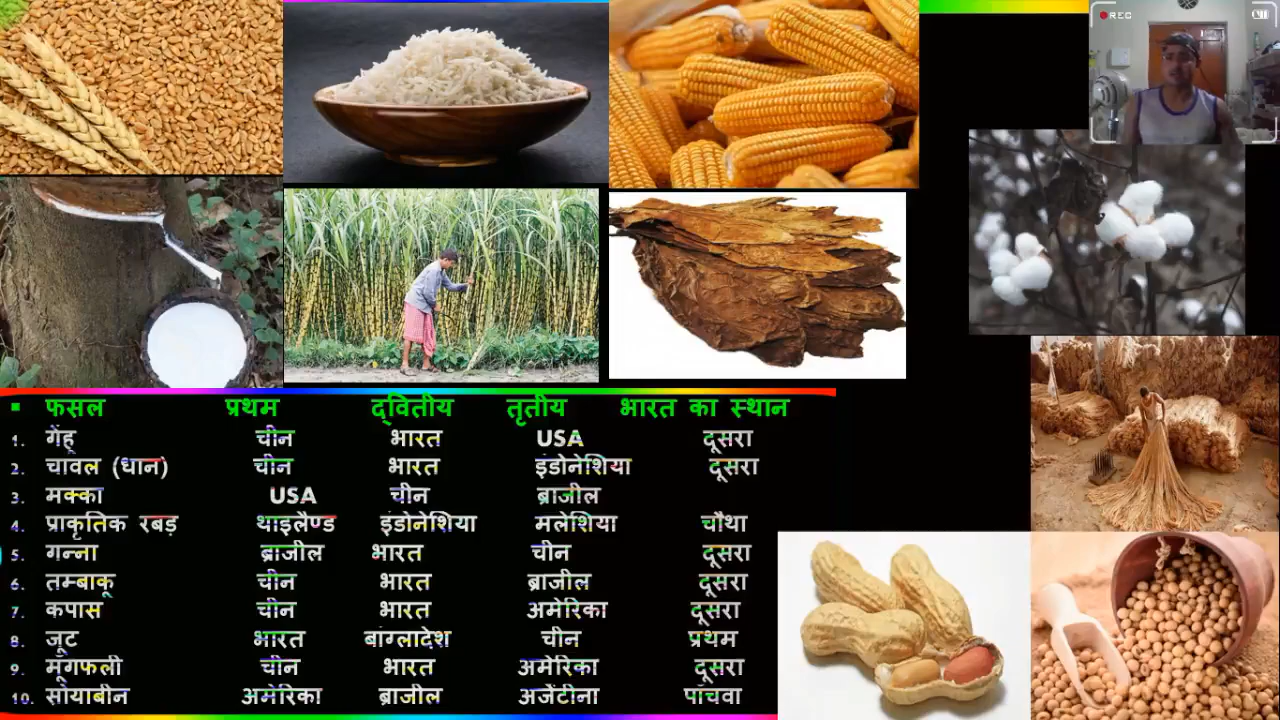 REC
▪ फसल प्रथम द्वितीय तृतीय भारत का स्थान
1. गेंहू चीन भारत USA दूसरा
2. चावल (धान) चीन भारत इंडोनेशिया दूसरा
3. मक्का USA चीन ब्राजील
4. प्राकृतिक रबड़ थाइलैण्ड इंडोनेशिया मलेशिया चौथा
5. गन्ना ब्राजील भारत चीन दूसरा
6. तम्बाकू चीन भारत ब्राजील दूसरा
7. कपास चीन भारत अमेरिका दूसरा
8. जूट भारत बांग्लादेश चीन प्रथम
9. मूंगफली चीन भारत अमेरिका दूसरा
10. सोयाबीन अमेरिका ब्राजील अर्जेंटीना पांचवा